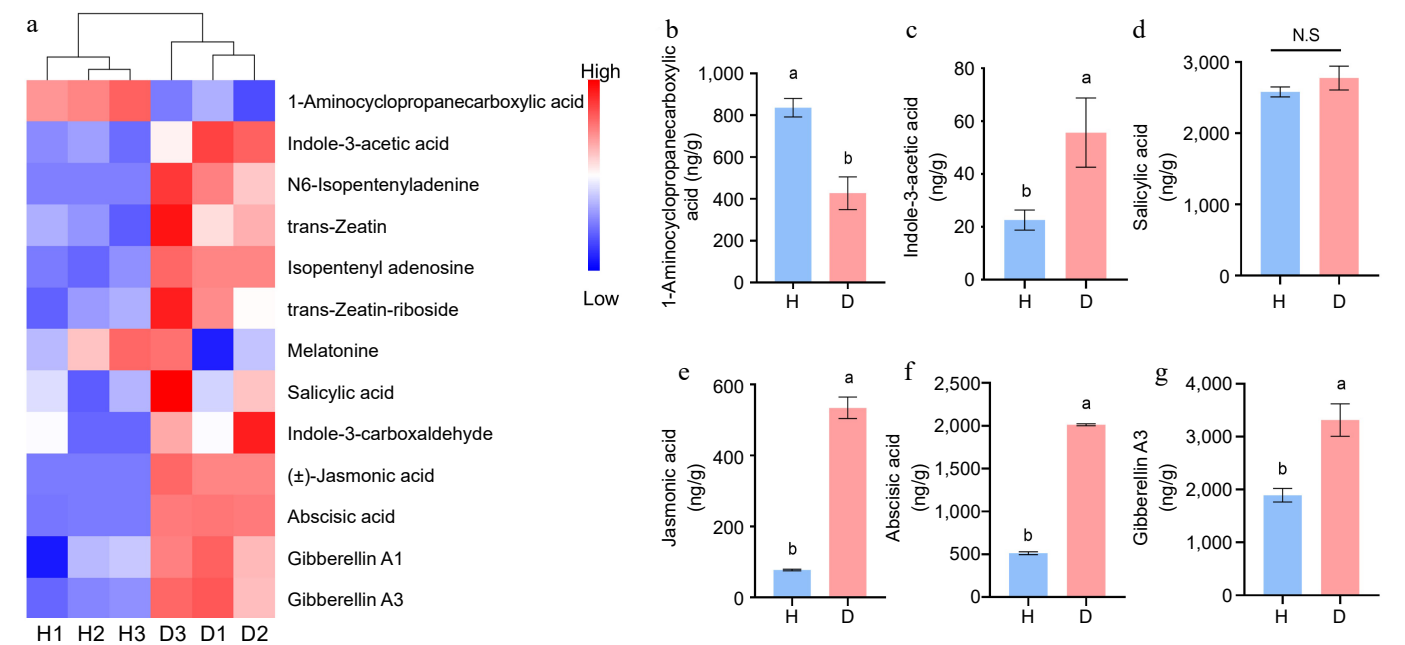 a
High
Low
1-Aminocyclopropanecarboxylic acid
Indole-3-acetic acid
N6-Isopentenyladenine
trans-Zeatin
Isopentenyl adenosine
trans-Zeatin-riboside
Melatonine
Salicylic acid
Indole-3-carboxaldehyde
(±)-Jasmonic acid
Abscisic acid
Gibberellin A1
Gibberellin A3
H1 H2 H3 D3 D1 D2
b
1-Aminocyclopropanecarboxylic
acid (ng/g)
1,000
800
600
400
200
0
a
b
H D
c
Indole-3-acetic acid
(ng/g)
80
60
40
20
0
b
a
H D
d
Salicylic acid
(ng/g)
3,000
2,000
1,000
0
N.S
H D
e
Jasmonic acid
(ng/g)
600
400
200
0
b
a
H D
f
Abscisic acid
(ng/g)
2,500
2,000
1,500
1,000
500
0
b
a
H D
g
Gibberellin A3
(ng/g)
4,000
3,000
2,000
1,000
0
b
a
H D